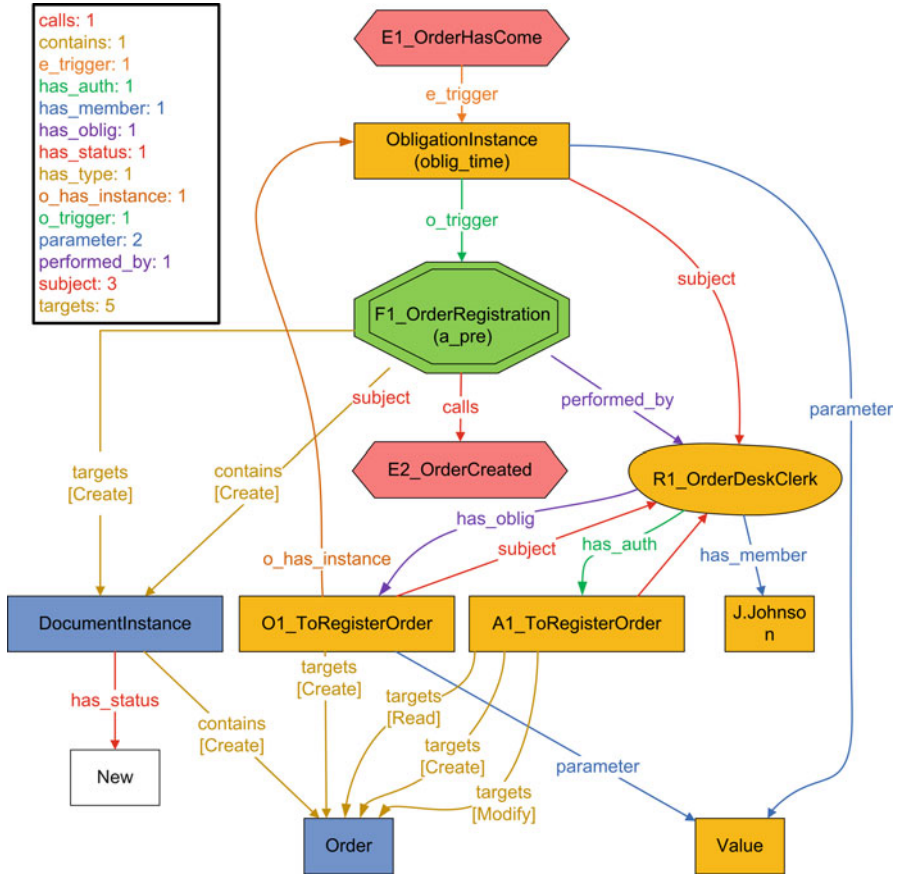 calls: 1
contains: 1
e_trigger: 1
has_auth: 1
has_member: 1
has_oblig: 1
has_status: 1
has_type: 1
o_has_instance: 1
o_trigger: 1
parameter: 2
performed_by: 1
subject: 3
targets: 5
E1_OrderHasCome
e_trigger
ObligationInstance
(oblig_time)
o_trigger
subject
F1_OrderRegistration
(a_pre)
subject
calls
performed_by
parameter
targets
[Create]
contains
[Create]
E2_OrderCreated
R1_OrderDeskClerk
has_oblig
o_has_instance
subject
has_auth
has_member
DocumentInstance
O1_ToRegisterOrder
A1_ToRegisterOrder
J.Johnso
n
has_status
contains
[Create]
targets
[Create]
targets
[Read]
targets
[Create]
targets
[Modify]
parameter
New
Order
Value